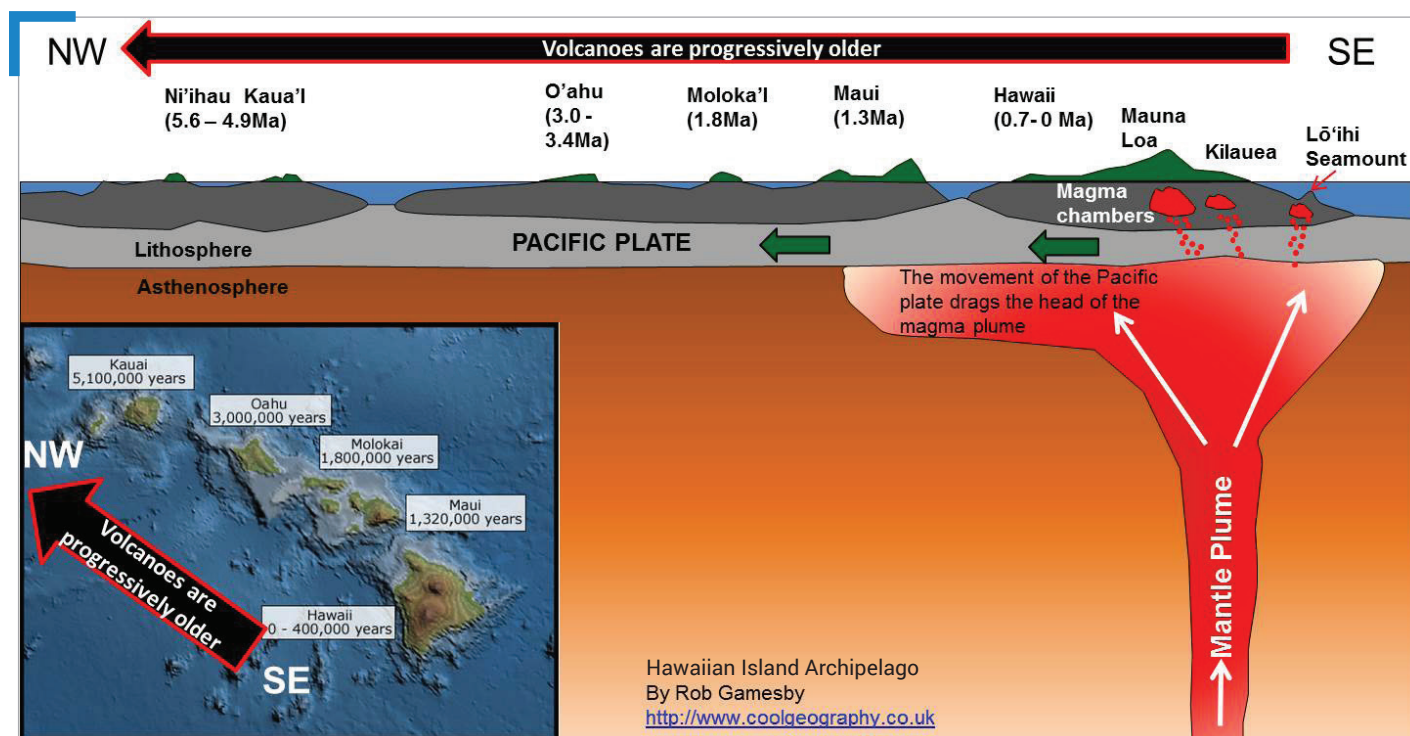 NW
Volcanoes are progressively older
SE
Ni'ihau Kaua'I
(5.6 – 4.9Ma)
O'ahu
(3.0 -
3.4Ma)
Moloka'I
(1.8Ma)
Maui
(1.3Ma)
Hawaii
(0.7- 0 Ma)
Mauna
Loa
Kilauea
Lō'ihi
Seamount
Magma
chambers
Lithosphere
PACIFIC PLATE
Asthenosphere
The movement of the Pacific
plate drags the head of the
magma plume
Mantle Plume
Kauai
5,100,000 years
Oahu
3,000,000 years
Molokai
1,800,000 years
Maui
1,320,000 years
Hawaii
0 - 400,000 years
NW
Volcanoes are
progressively older
SE
Hawaiian Island Archipelago
By Rob Gamesby
http://www.coolgeography.co.uk